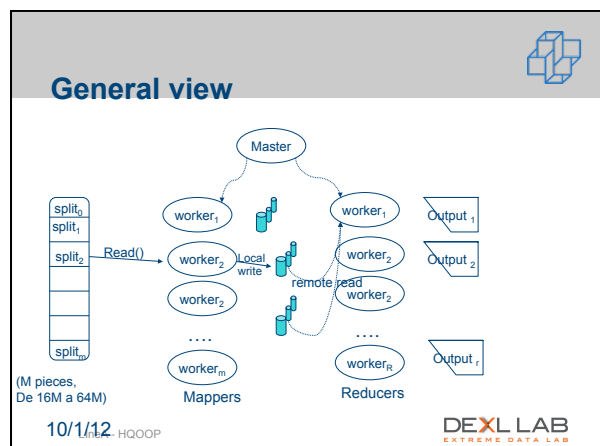 General view
Master
split0
split1
split2
splitm
Read()
worker1
worker2
worker2
....
workerm
Mappers
Local
write
remote read
worker1
worker2
worker2
....
workerR
Reducers
Output 1
Output 2
Output r
(M pieces,
De 16M a 64M)
10/1/12
HQOOP
DEXL LAB
EXTREME DATA LAB